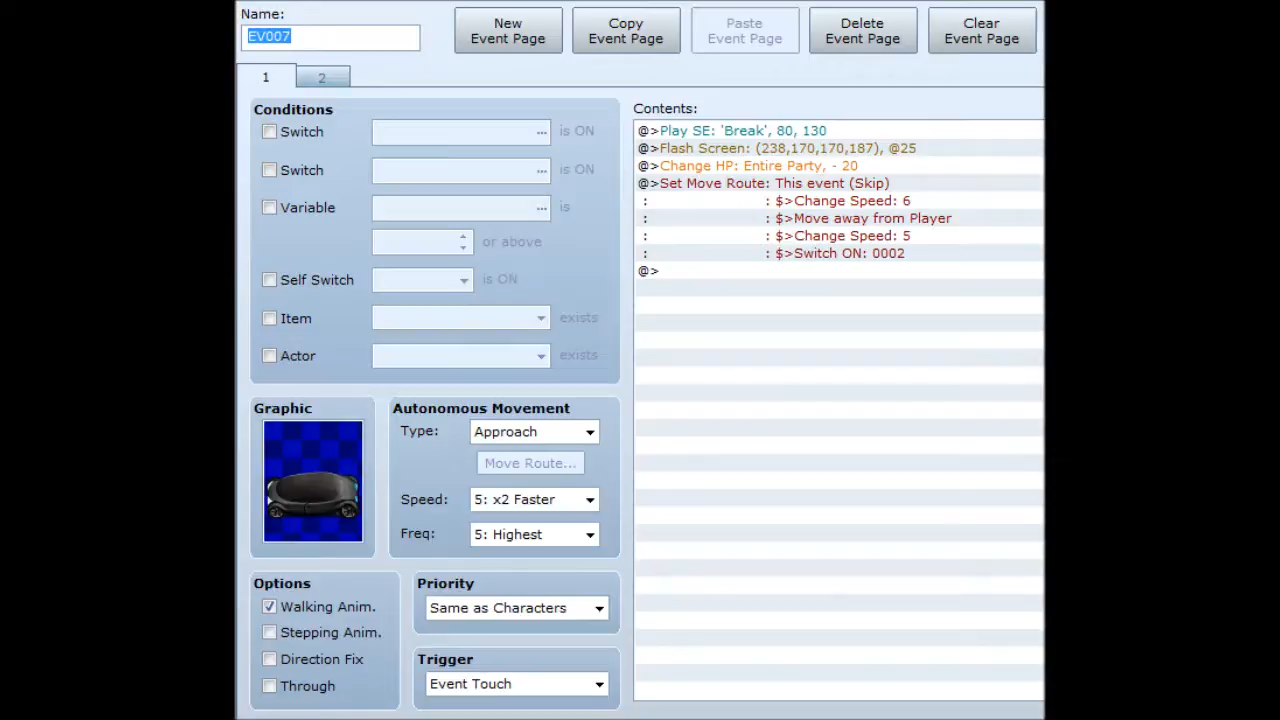 Name:
EV007
New Event Page
Copy Event Page
Paste Event Page
Delete Event Page
Clear Event Page
1
2
Conditions
Switch ... is ON
Switch ... is ON
Variable ... is
or above
Self Switch is ON
Item exists
Actor exists
Graphic
Autonomous Movement
Type: Approach
Move Route...
Speed: 5: x2 Faster
Freq: 5: Highest
Options
Walking Anim.
Stepping Anim.
Direction Fix
Through
Priority
Same as Characters
Trigger
Event Touch
Contents:
@>Play SE: 'Break', 80, 130
@>Flash Screen: (238,170,170,187), @25
@>Change HP: Entire Party, - 20
@>Set Move Route: This event (Skip)
: : $>Change Speed: 6
: : $>Move away from Player
: : $>Change Speed: 5
: : $>Switch ON: 0002
@>